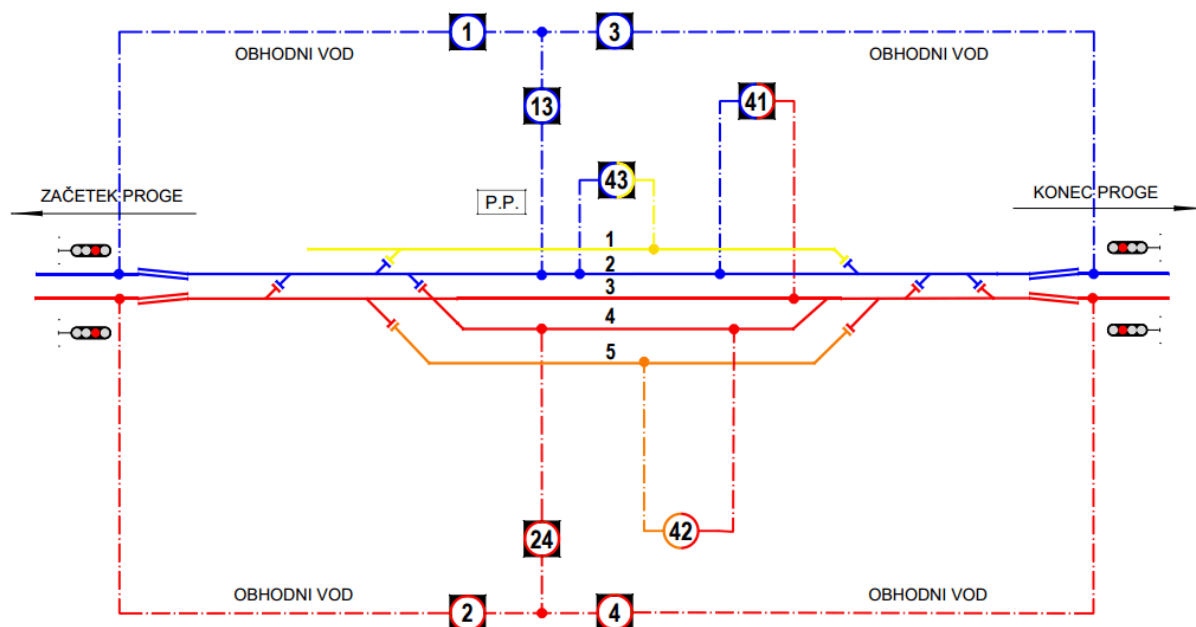 1
3
OBHODNI VOD
OBHODNI VOD
13
41
43
ZAČETEK PROGE
P.P.
KONEC PROGE
1
2
3
4
5
24
42
OBHODNI VOD
OBHODNI VOD
2
4